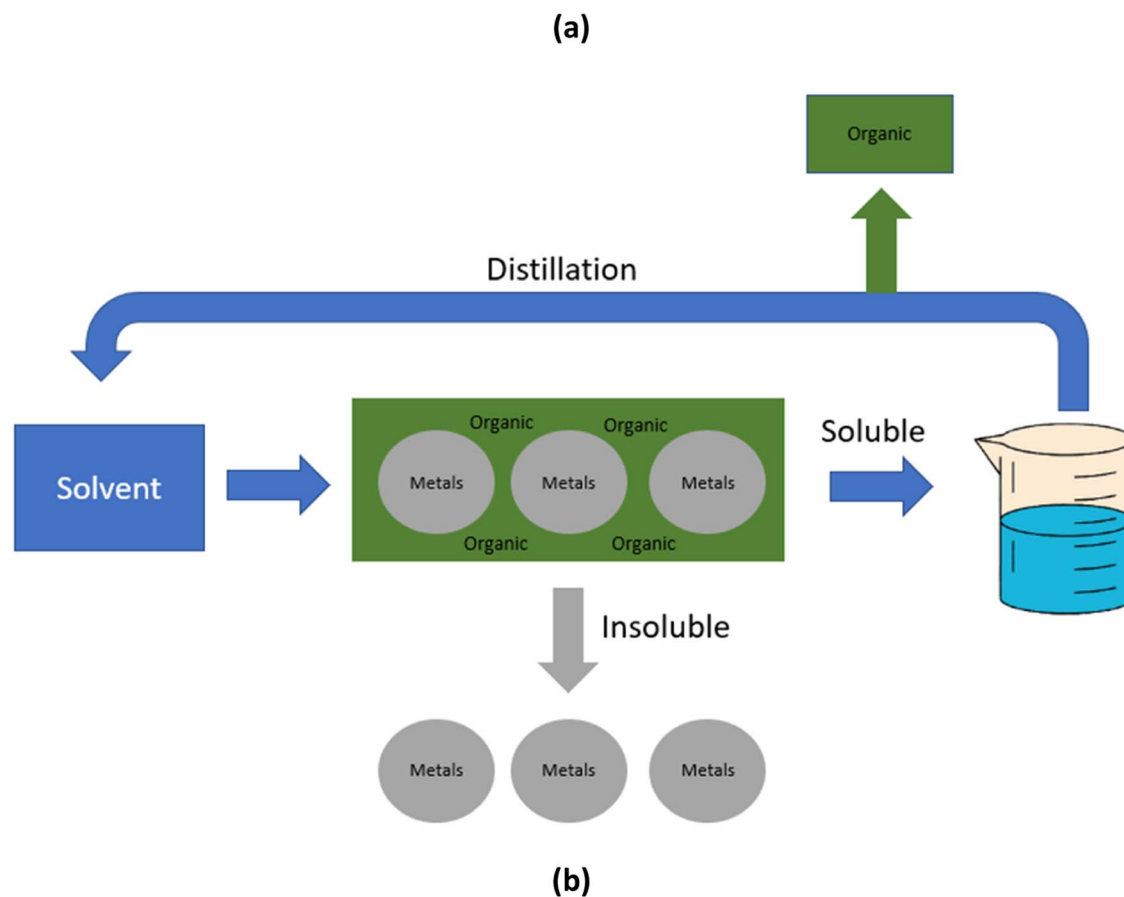 (a)
Organic
Distillation
Solvent
Organic Organic
Metals Metals Metals
Organic Organic
Soluble
Insoluble
Metals Metals Metals
(b)